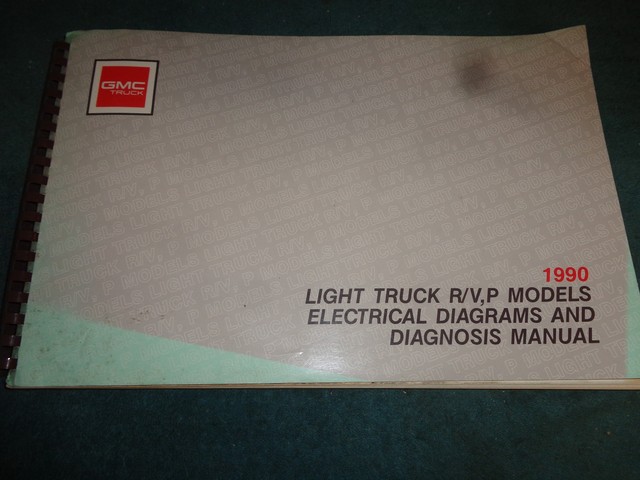 GMC
TRUCK
1990
LIGHT TRUCK R/V,P MODELS
ELECTRICAL DIAGRAMS AND
DIAGNOSIS MANUAL